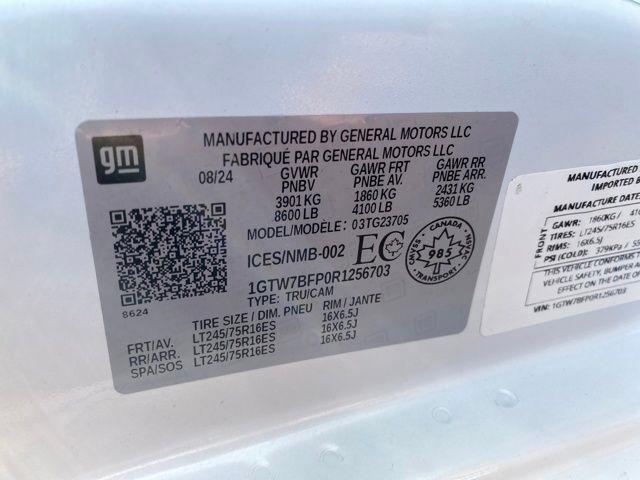 gm
MANUFACTURED BY GENERAL MOTORS LLC
FABRIQUÉ PAR GENERAL MOTORS LLC
08/24 GVWR GAWR FRT GAWR RR
PNBV PNBE AV. PNBE ARR.
3901 KG 1860 KG 2431 KG
8600 LB 4100 LB 5360 LB
MODEL/MODÈLE: 03TG23705
ICES/NMB-002 EC
CANADA
985
1GTW7BFP0R1256703
TYPE: TRU/CAM
8624
TIRE SIZE / DIM. PNEU RIM / JANTE
FRT/AV. LT245/75R16ES 16X6.5J
RR/ARR. LT245/75R16ES 16X6.5J
SPA/SOS LT245/75R16ES 16X6.5J
MANUFACTURED
IMPORTED B
MANUFACTURE DATE:
FRONT
GAWR: 1860KG/ 41
TIRES: LT245/75R16ES
RIMS: 16X6.5J
PSI (COLD): 379KPa / 55
THIS VEHICLE CONFORMS TO
VEHICLE SAFETY, BUMPER A
EFFECT ON THE DATE OF
VIN: 1GTW7BFP0R1256703